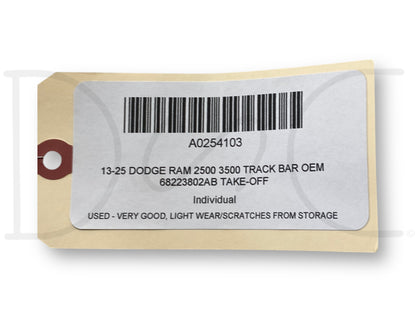 A0254103
13-25 DODGE RAM 2500 3500 TRACK BAR OEM
68223802AB TAKE-OFF
Individual
USED - VERY GOOD, LIGHT WEAR/SCRATCHES FROM STORAGE